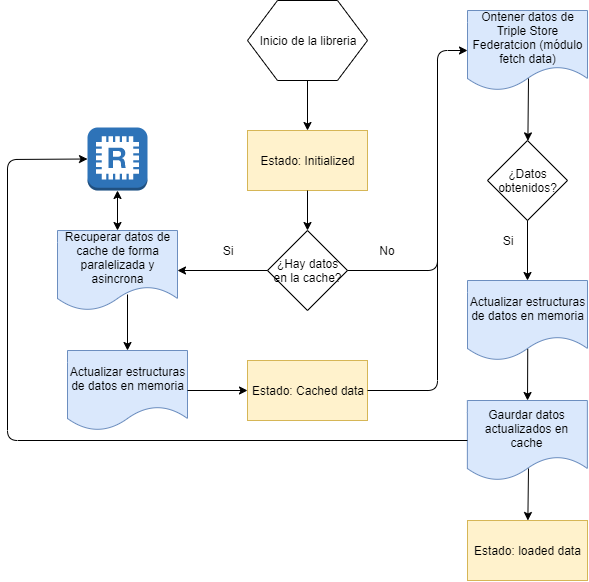 Inicio de la libreria
Estado: Initialized
¿Hay datos
en la cache?
Si
No
R
Recuperar datos de
cache de forma
paralelizada y
asincrona
Actualizar estructuras
de datos en memoria
Estado: Cached data
Ontener datos de
Triple Store
Federatcion (módulo
fetch data)
¿Datos
obtenidos?
Si
Actualizar estructuras
de datos en memoria
Gaurdar datos
actualizados en
cache
Estado: loaded data